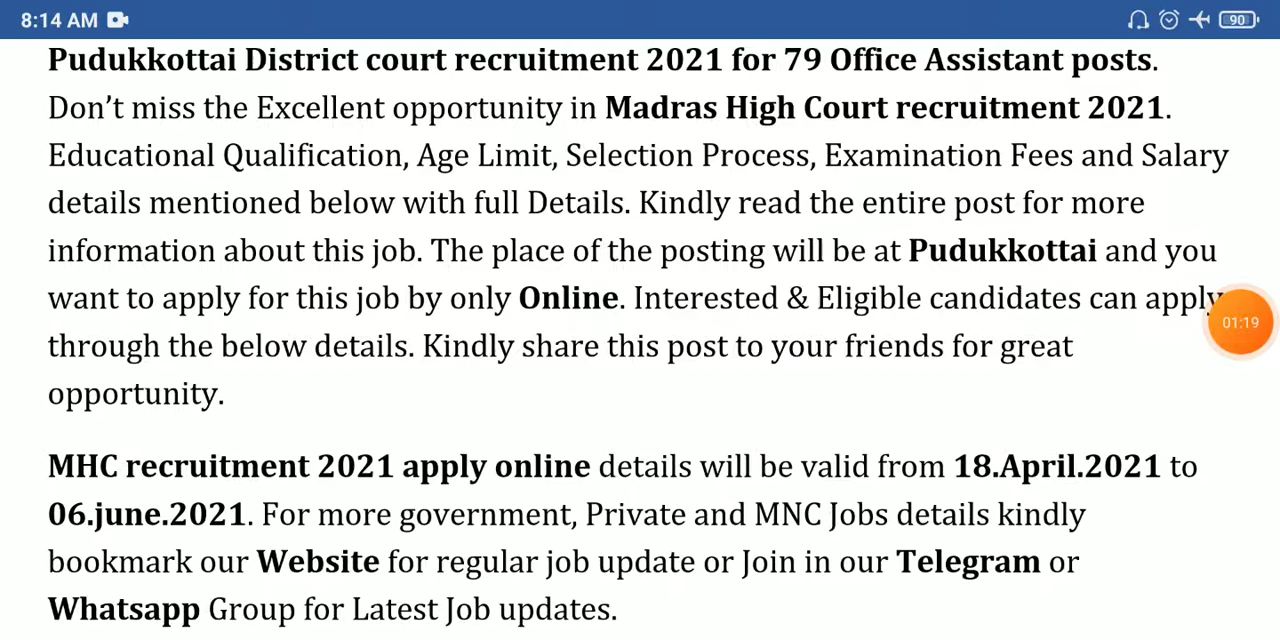 8:14 AM
90
Pudukkottai District court recruitment 2021 for 79 Office Assistant posts.
Don’t miss the Excellent opportunity in Madras High Court recruitment 2021.
Educational Qualification, Age Limit, Selection Process, Examination Fees and Salary
details mentioned below with full Details. Kindly read the entire post for more
information about this job. The place of the posting will be at Pudukkottai and you
want to apply for this job by only Online. Interested & Eligible candidates can apply
01:19
through the below details. Kindly share this post to your friends for great
opportunity.
MHC recruitment 2021 apply online details will be valid from 18.April.2021 to
06.june.2021. For more government, Private and MNC Jobs details kindly
bookmark our Website for regular job update or Join in our Telegram or
Whatsapp Group for Latest Job updates.